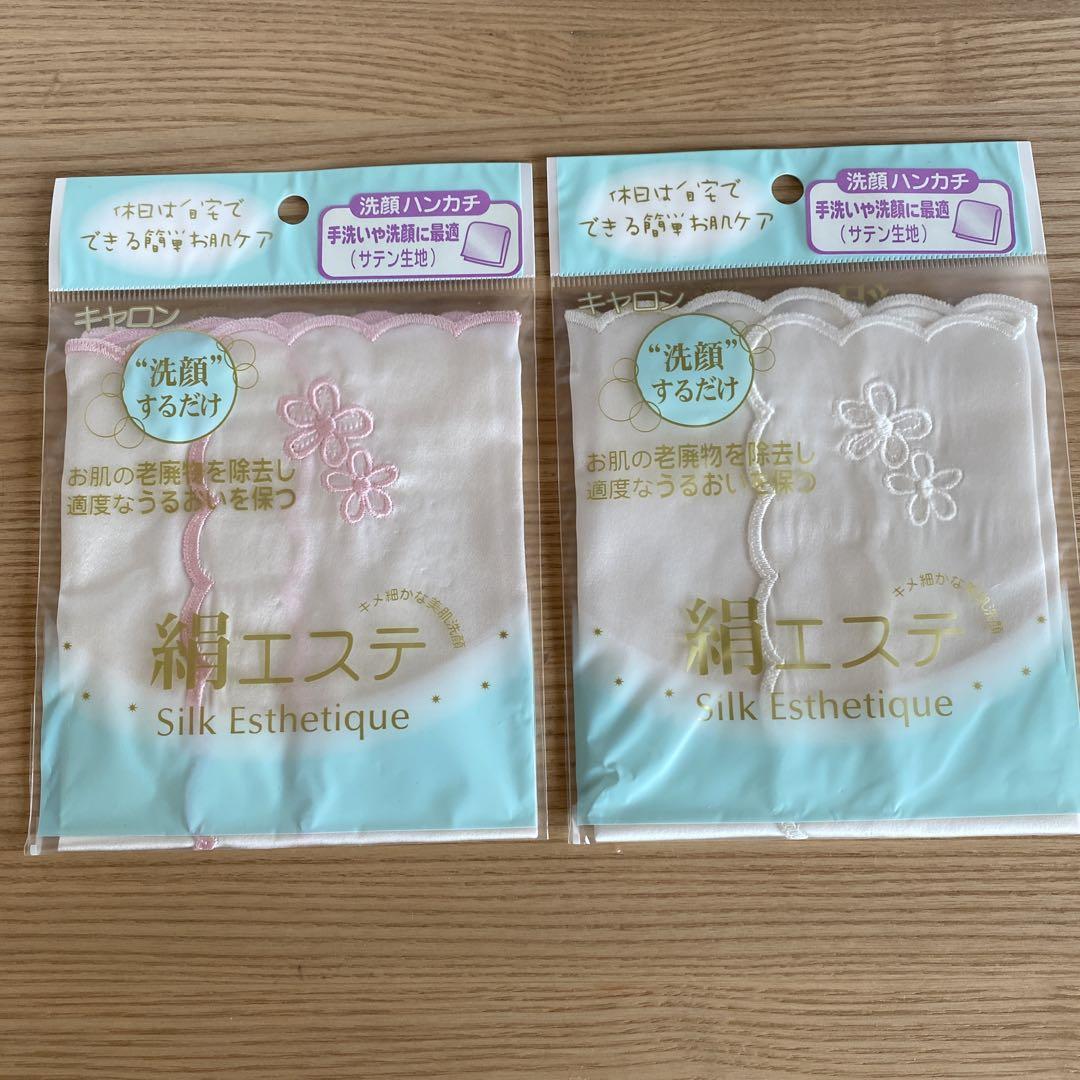 休日は自宅で
できる簡単お肌ケア
洗顔ハンカチ
手洗いや洗顔に最適
(サテン生地)
キャロン
“洗顔”
するだけ
お肌の老廃物を除去し
適度なうるおいを保つ
キメ細かな美肌洗顔
絹エステ
Silk Esthetique
休日は自宅で
できる簡単お肌ケア
洗顔ハンカチ
手洗いや洗顔に最適
(サテン生地)
キャロン
“洗顔”
するだけ
お肌の老廃物を除去し
適度なうるおいを保つ
キメ細かな美肌洗顔
絹エステ
Silk Esthetique